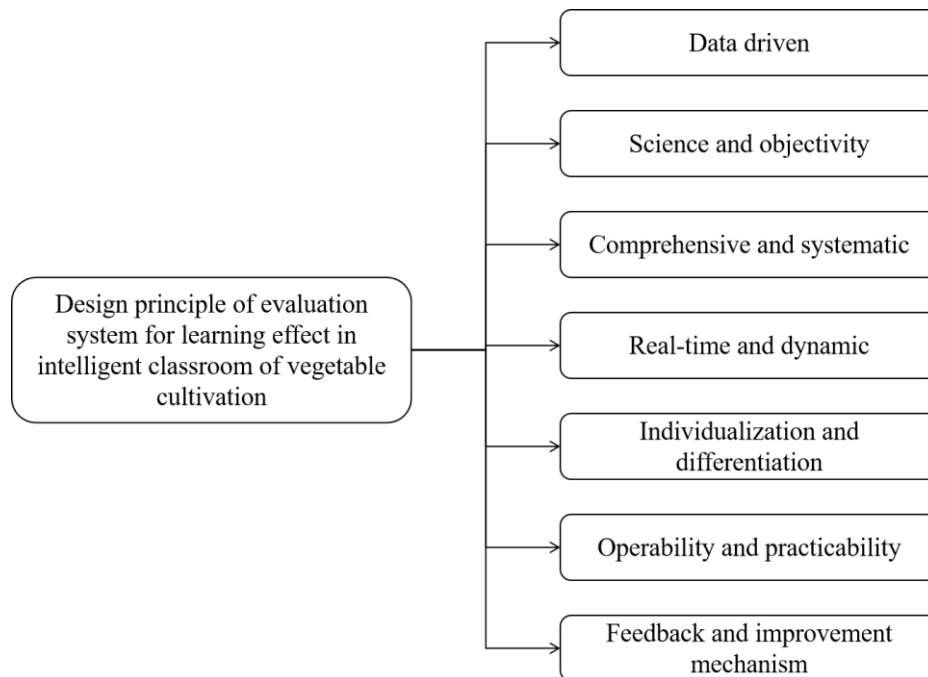 Data driven
Science and objectivity
Comprehensive and systematic
Design principle of evaluation
system for learning effect in
intelligent classroom of vegetable
cultivation
Real-time and dynamic
Individualization and
differentiation
Operability and practicability
Feedback and improvement
mechanism